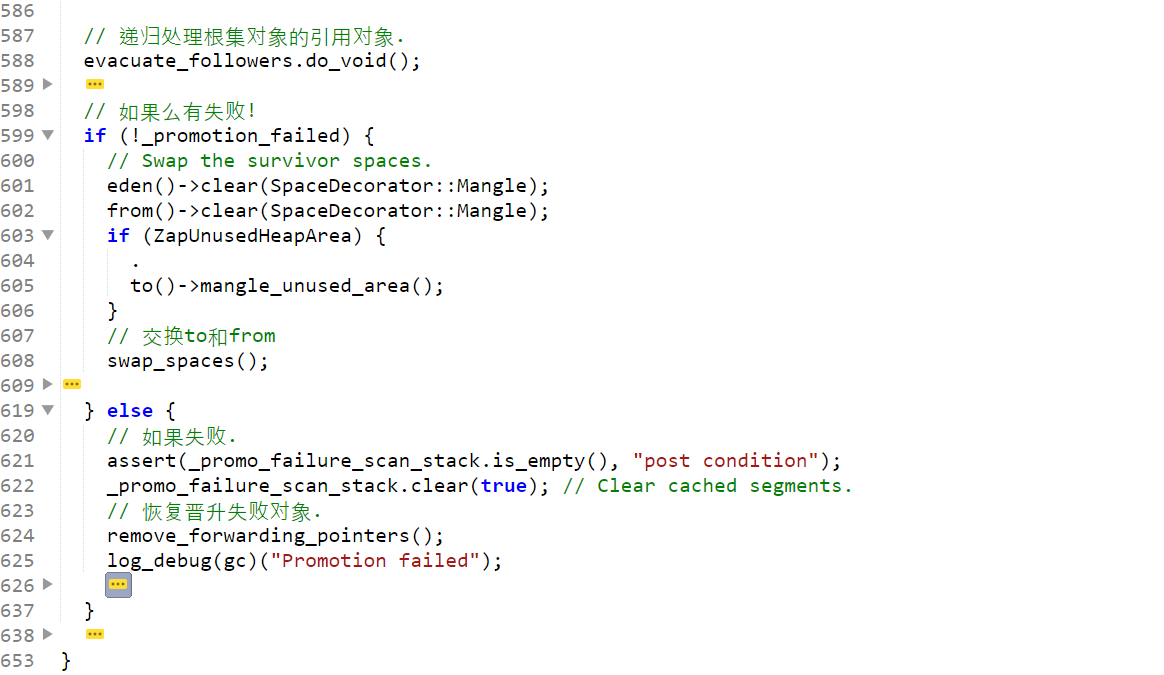 586
587 // 递归处理根集对象的引用对象.
588 evacuate_followers.do_void();
589
598 // 如果么有失败!
599 if (!_promotion_failed) {
600 // Swap the survivor spaces.
601 eden()->clear(SpaceDecorator::Mangle);
602 from()->clear(SpaceDecorator::Mangle);
603 if (ZapUnusedHeapArea) {
604 .
605 to()->mangle_unused_area();
606 }
607 // 交换to和from
608 swap_spaces();
609
619 } else {
620 // 如果失败.
621 assert(_promo_failure_scan_stack.is_empty(), "post condition");
622 _promo_failure_scan_stack.clear(true); // Clear cached segments.
623 // 恢复晋升失败对象.
624 remove_forwarding_pointers();
625 log_debug(gc)("Promotion failed");
626
637 }
638
653 }